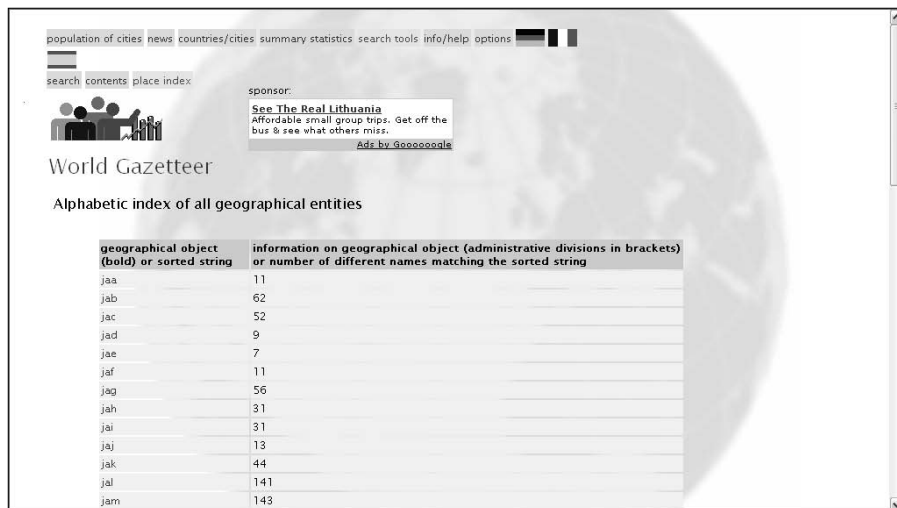 population of cities news countries/cities summary statistics search tools info/help options
search contents place index
sponsor:
See The Real Lithuania
Affordable small group trips. Get off the
bus & see what others miss.
Ads by Goooooogle
World Gazetteer
Alphabetic index of all geographical entities
geographical object (bold) or sorted string | information on geographical object (administrative divisions in brackets) or number of different names matching the sorted string
jaa 11
jab 62
jac 52
jad 9
jae 7
jaf 11
jag 56
jah 31
jai 31
jaj 13
jak 44
jal 141
jam 143